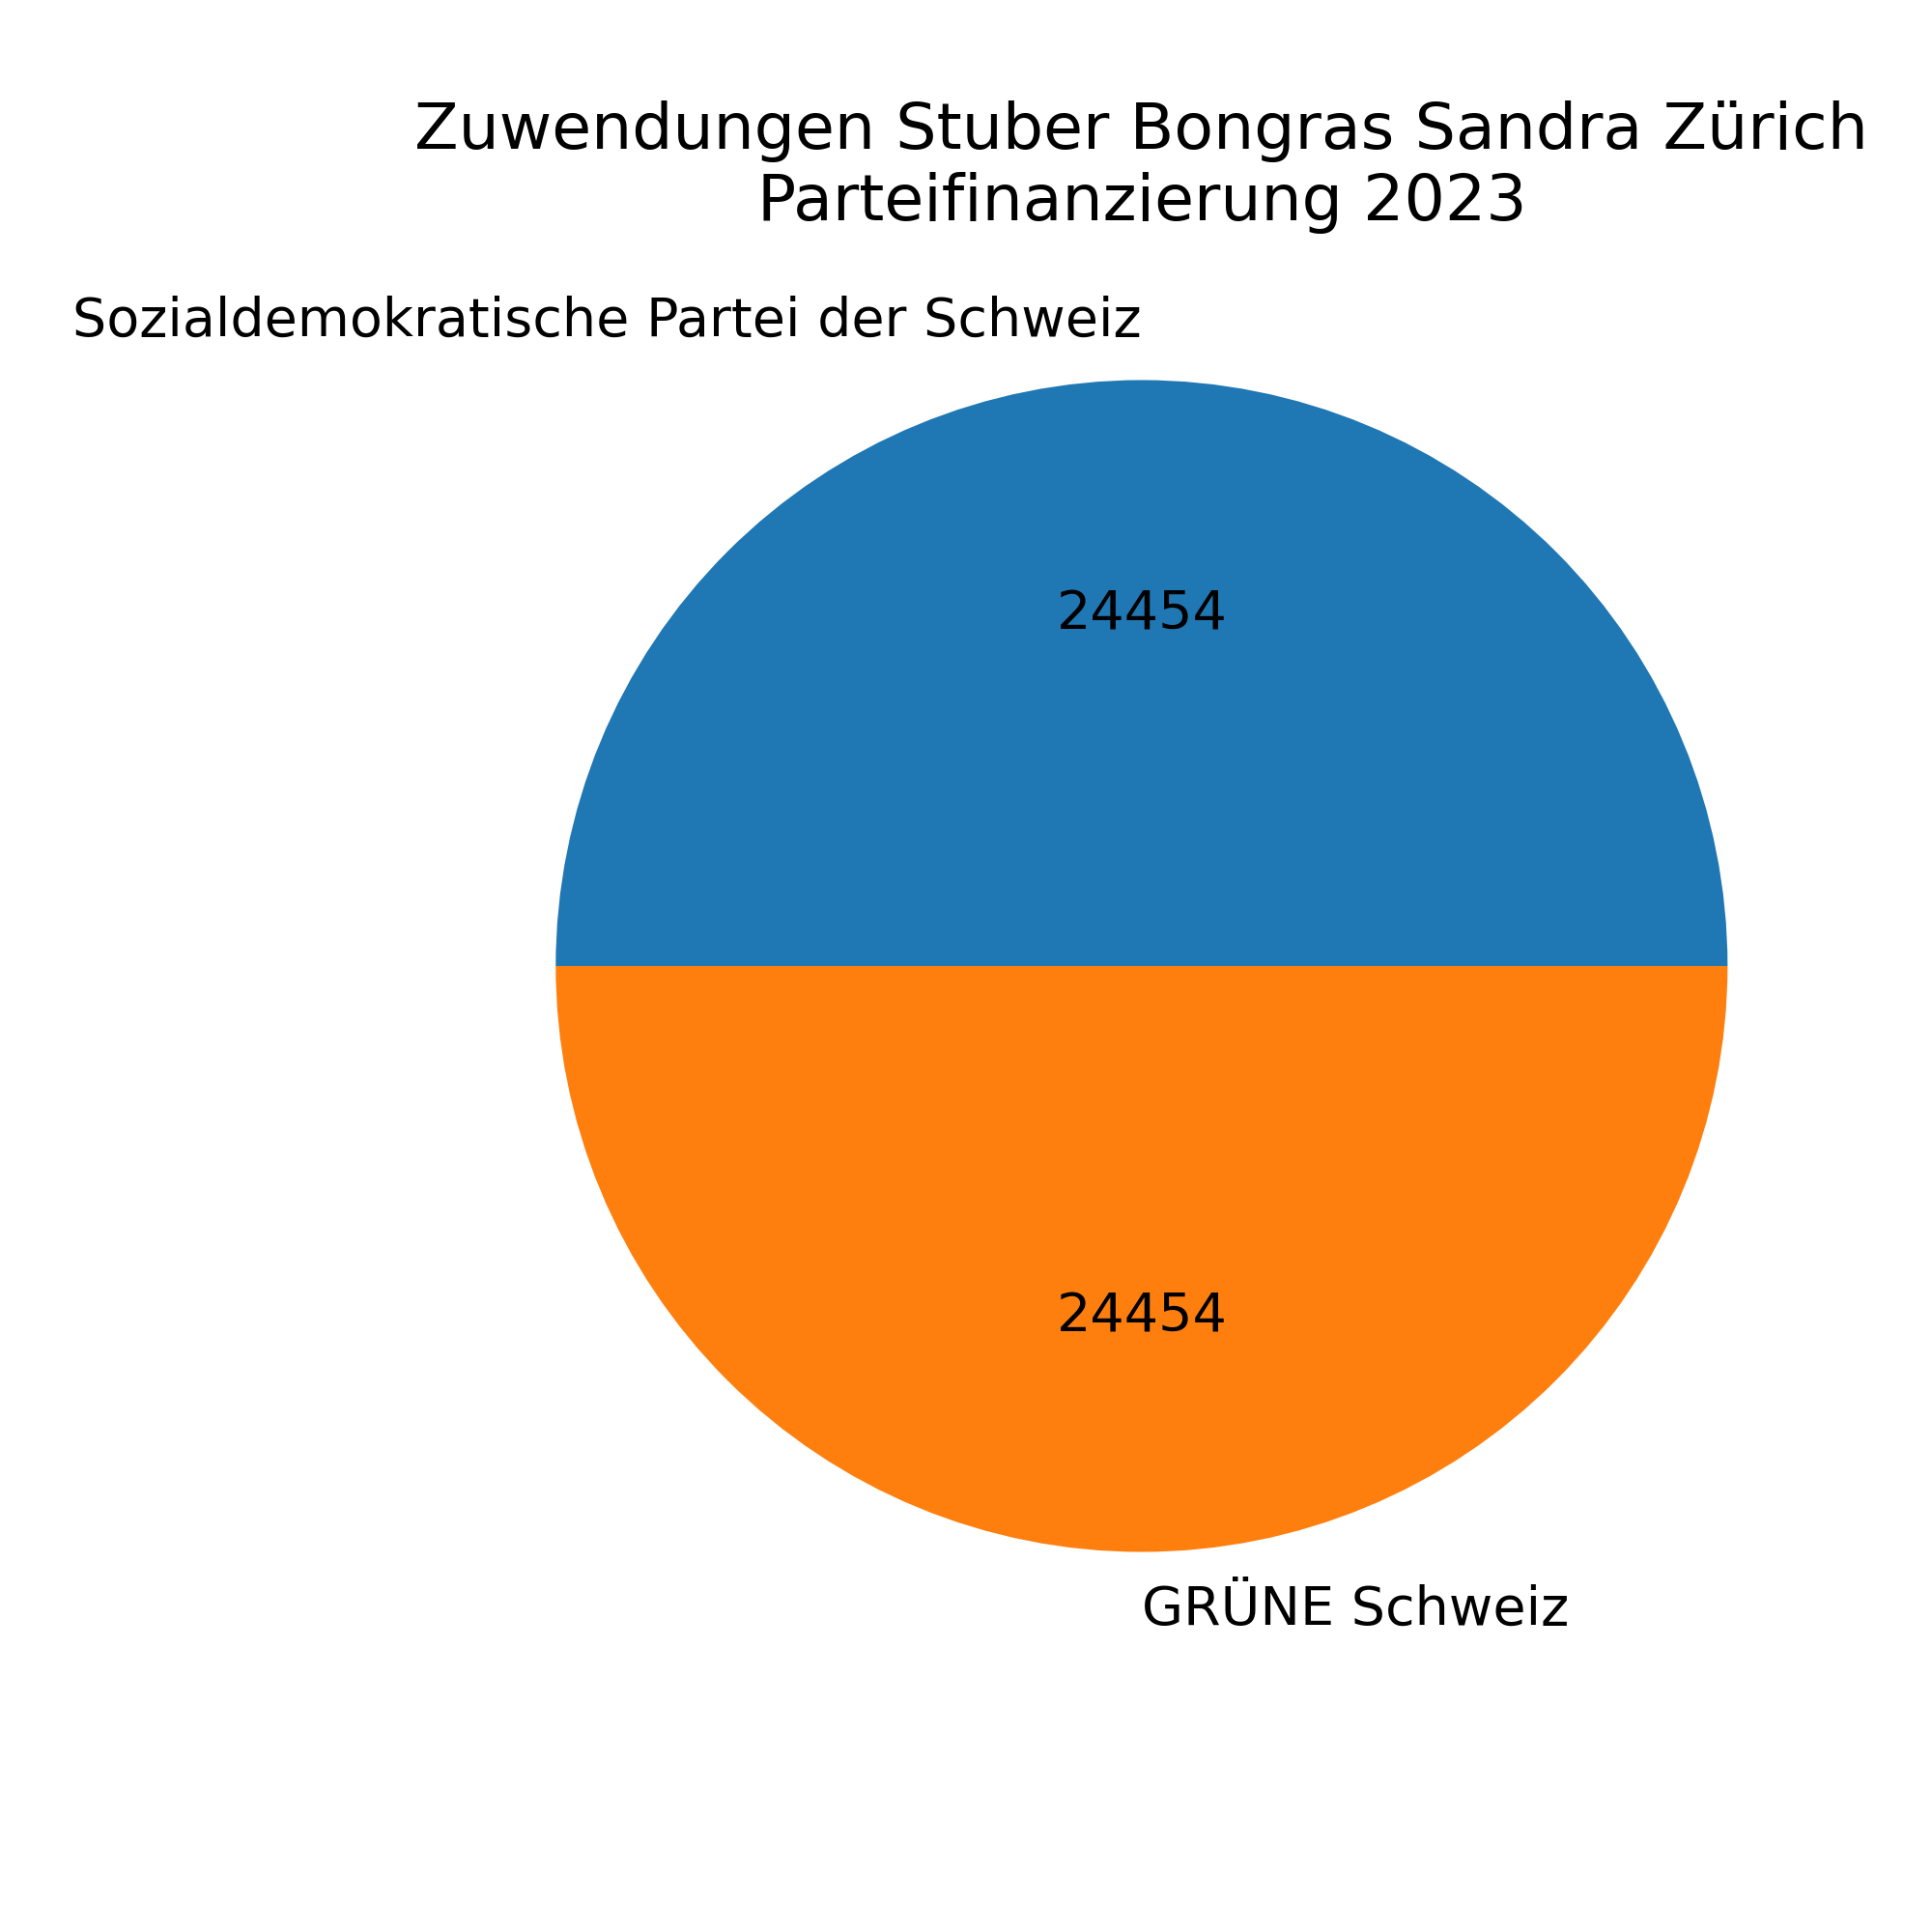 Zuwendungen Stuber Bongras Sandra Zürich
Parteifinanzierung 2023
Sozialdemokratische Partei der Schweiz
24454
24454
GRÜNE Schweiz